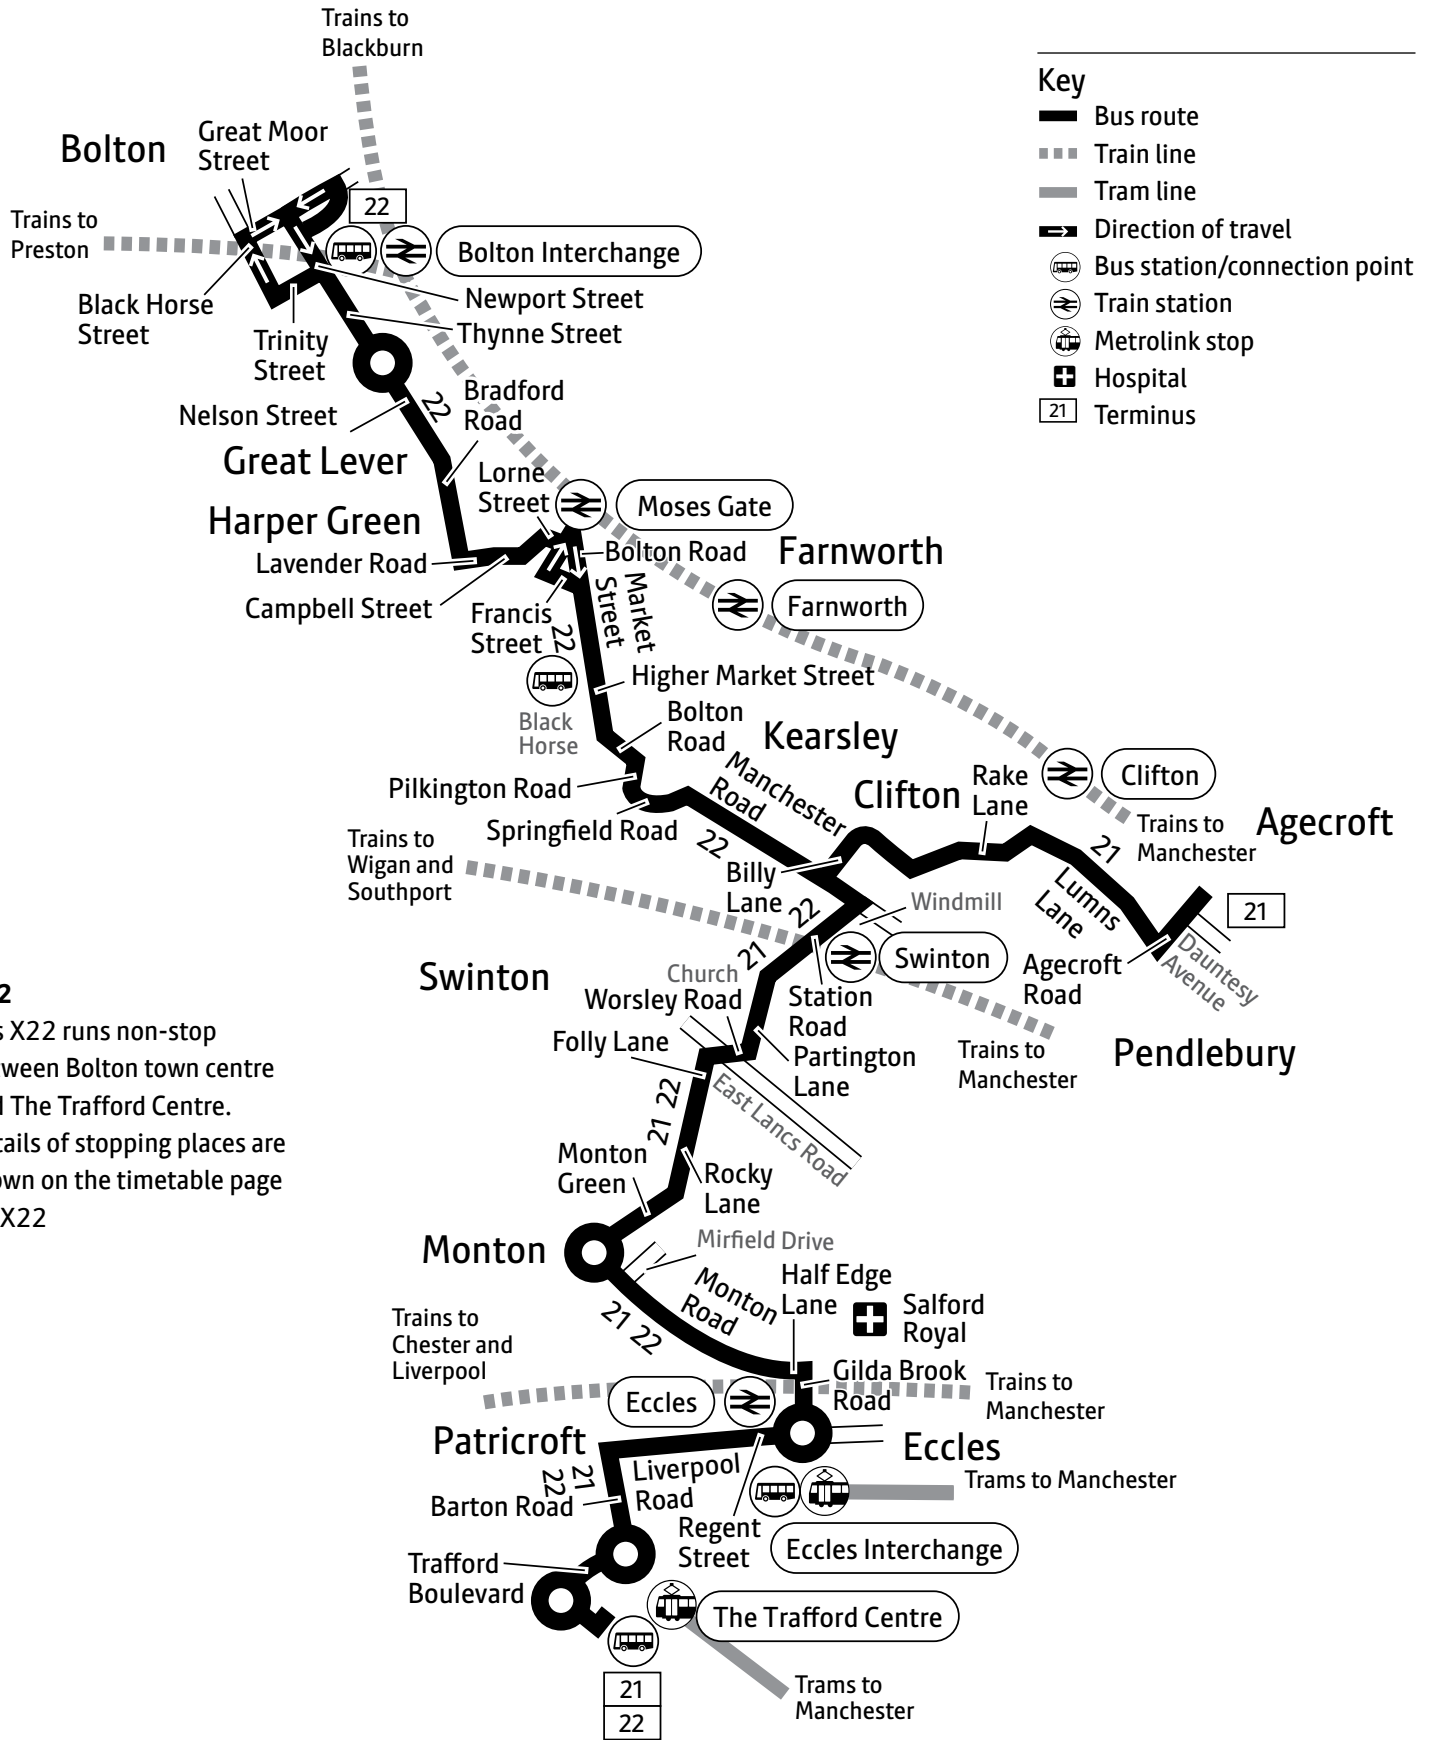 Trains to
Blackburn
Key
Bus route
Train line
Tram line
Direction of travel
Bus station/connection point
Train station
Metrolink stop
Hospital
21 Terminus
Bolton
Great Moor
Street
22
Trains to
Preston
Bolton Interchange
Newport Street
Black Horse
Street
Thynne Street
Trinity
Street
Nelson Street
22
Bradford
Road
Great Lever
Lorne
Street
Moses Gate
Harper Green
Lavender Road
Bolton Road
Farnworth
Campbell Street
Market
Street
Farnworth
Francis
Street
22
Higher Market Street
Black
Horse
Bolton
Road
Kearsley
Pilkington Road
Manchester
Road
Springfield Road
22
Clifton
Rake
Lane
Clifton
Trains to
Manchester
Agecroft
Trains to
Wigan and
Southport
Billy
Lane
21
Lumns
Lane
22
Windmill
21
Swinton
Swinton
21
Church
Agecroft
Road
Dauntesy
Avenue
Worsley Road
Station
Road
Folly Lane
Partington
Lane
Trains to
Manchester
Pendlebury
2
s X22 runs non-stop
tween Bolton town centre
d The Trafford Centre.
tails of stopping places are
own on the timetable page
X22
East Lancs Road
21 22
Monton
Green
Rocky
Lane
Monton
Mirfield Drive
Monton
Road
Half Edge
Lane
Salford
Royal
21 22
Trains to
Chester and
Liverpool
Gilda Brook
Road
Trains to
Manchester
Eccles
Patricroft
Eccles
21
22
Liverpool
Road
Trams to Manchester
Barton Road
Regent
Street
Eccles Interchange
Trafford
Boulevard
The Trafford Centre
21
22
Trams to
Manchester